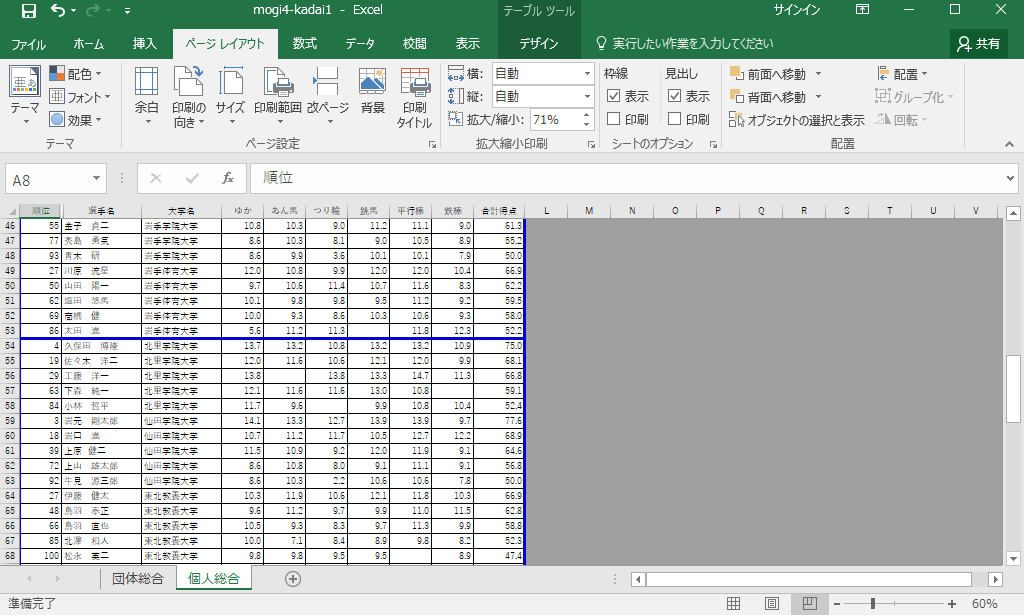 mogi4-kadai1 - Excel
テーブル ツール
サインイン
ファイル ホーム 挿入 ページ レイアウト 数式 データ 校閲 表示 デザイン 実行したい作業を入力してください 共有
配色 横: 自動 枠線 見出し 前面へ移動 配置
テーマ フォント 余白 印刷の向き サイズ 印刷範囲 改ページ 背景 印刷タイトル 縦: 自動 表示 表示 背面へ移動 グループ化
効果 拡大/縮小: 71% 印刷 印刷 オブジェクトの選択と表示 回転
テーマ ページ設定 拡大縮小印刷 シートのオプション 配置
A8 fx 順位
順位 選手名 大学名 ゆか あん馬 つり輪 跳馬 平行棒 鉄棒 合計得点 L M N O P Q R S T U V
46 55 金子 貞二 岩手学院大学 10.8 10.3 9.0 11.2 11.1 9.0 61.3
47 77 秀島 勇気 岩手学院大学 8.6 10.3 8.1 9.0 10.5 8.9 55.2
48 93 青木 研 岩手学院大学 8.6 9.9 3.6 10.1 10.1 7.9 50.0
49 27 川原 流星 岩手体育大学 12.0 10.8 9.9 12.0 12.0 10.4 66.9
50 50 山田 陽一 岩手体育大学 9.7 10.6 11.4 10.7 11.6 8.3 62.2
51 62 塩田 悠馬 岩手体育大学 10.1 9.8 9.8 9.5 11.2 9.2 59.5
52 69 高橋 健 岩手体育大学 10.0 9.3 8.6 10.3 10.6 9.3 58.0
53 86 太田 進 岩手体育大学 5.6 11.2 11.3 11.8 12.3 52.2
54 4 久保田 博隆 北里学院大学 13.7 13.2 10.8 13.2 13.2 10.9 75.0
55 19 佐々木 洋二 北里学院大学 12.0 11.6 10.6 12.1 12.0 9.9 68.1
56 29 工藤 洋一 北里学院大学 13.8 13.8 13.3 14.7 11.3 66.8
57 63 下森 純一 北里学院大学 12.1 11.6 11.6 13.0 10.8 59.1
58 84 小林 哲平 北里学院大学 11.7 9.6 9.9 10.8 10.4 52.4
59 3 岩元 剛太郎 仙田学院大学 14.1 13.3 12.7 13.9 13.9 9.7 77.6
60 18 岩口 進 仙田学院大学 10.7 11.2 11.7 10.5 12.7 12.2 68.9
61 39 上原 健二 仙田学院大学 11.5 10.9 9.2 12.0 11.9 9.1 64.6
62 72 上山 雄太郎 仙田学院大学 8.6 10.8 8.0 9.1 11.1 9.1 56.8
63 92 牛見 源三郎 仙田学院大学 8.6 10.3 2.2 10.6 10.6 7.8 50.0
64 27 伊藤 健太 東北教養大学 10.3 11.9 10.6 12.1 11.8 10.3 66.9
65 48 鳥羽 泰正 東北教養大学 9.6 11.2 9.7 9.9 11.0 11.5 62.8
66 66 鳥羽 直也 東北教養大学 10.5 9.3 8.3 9.7 11.3 9.9 58.8
67 85 北澤 和人 東北教養大学 10.0 7.1 8.4 8.9 9.8 8.2 52.3
68 100 松永 英二 東北教養大学 9.8 9.8 9.5 9.5 8.9 47.4
団体総合 個人総合
準備完了 60%